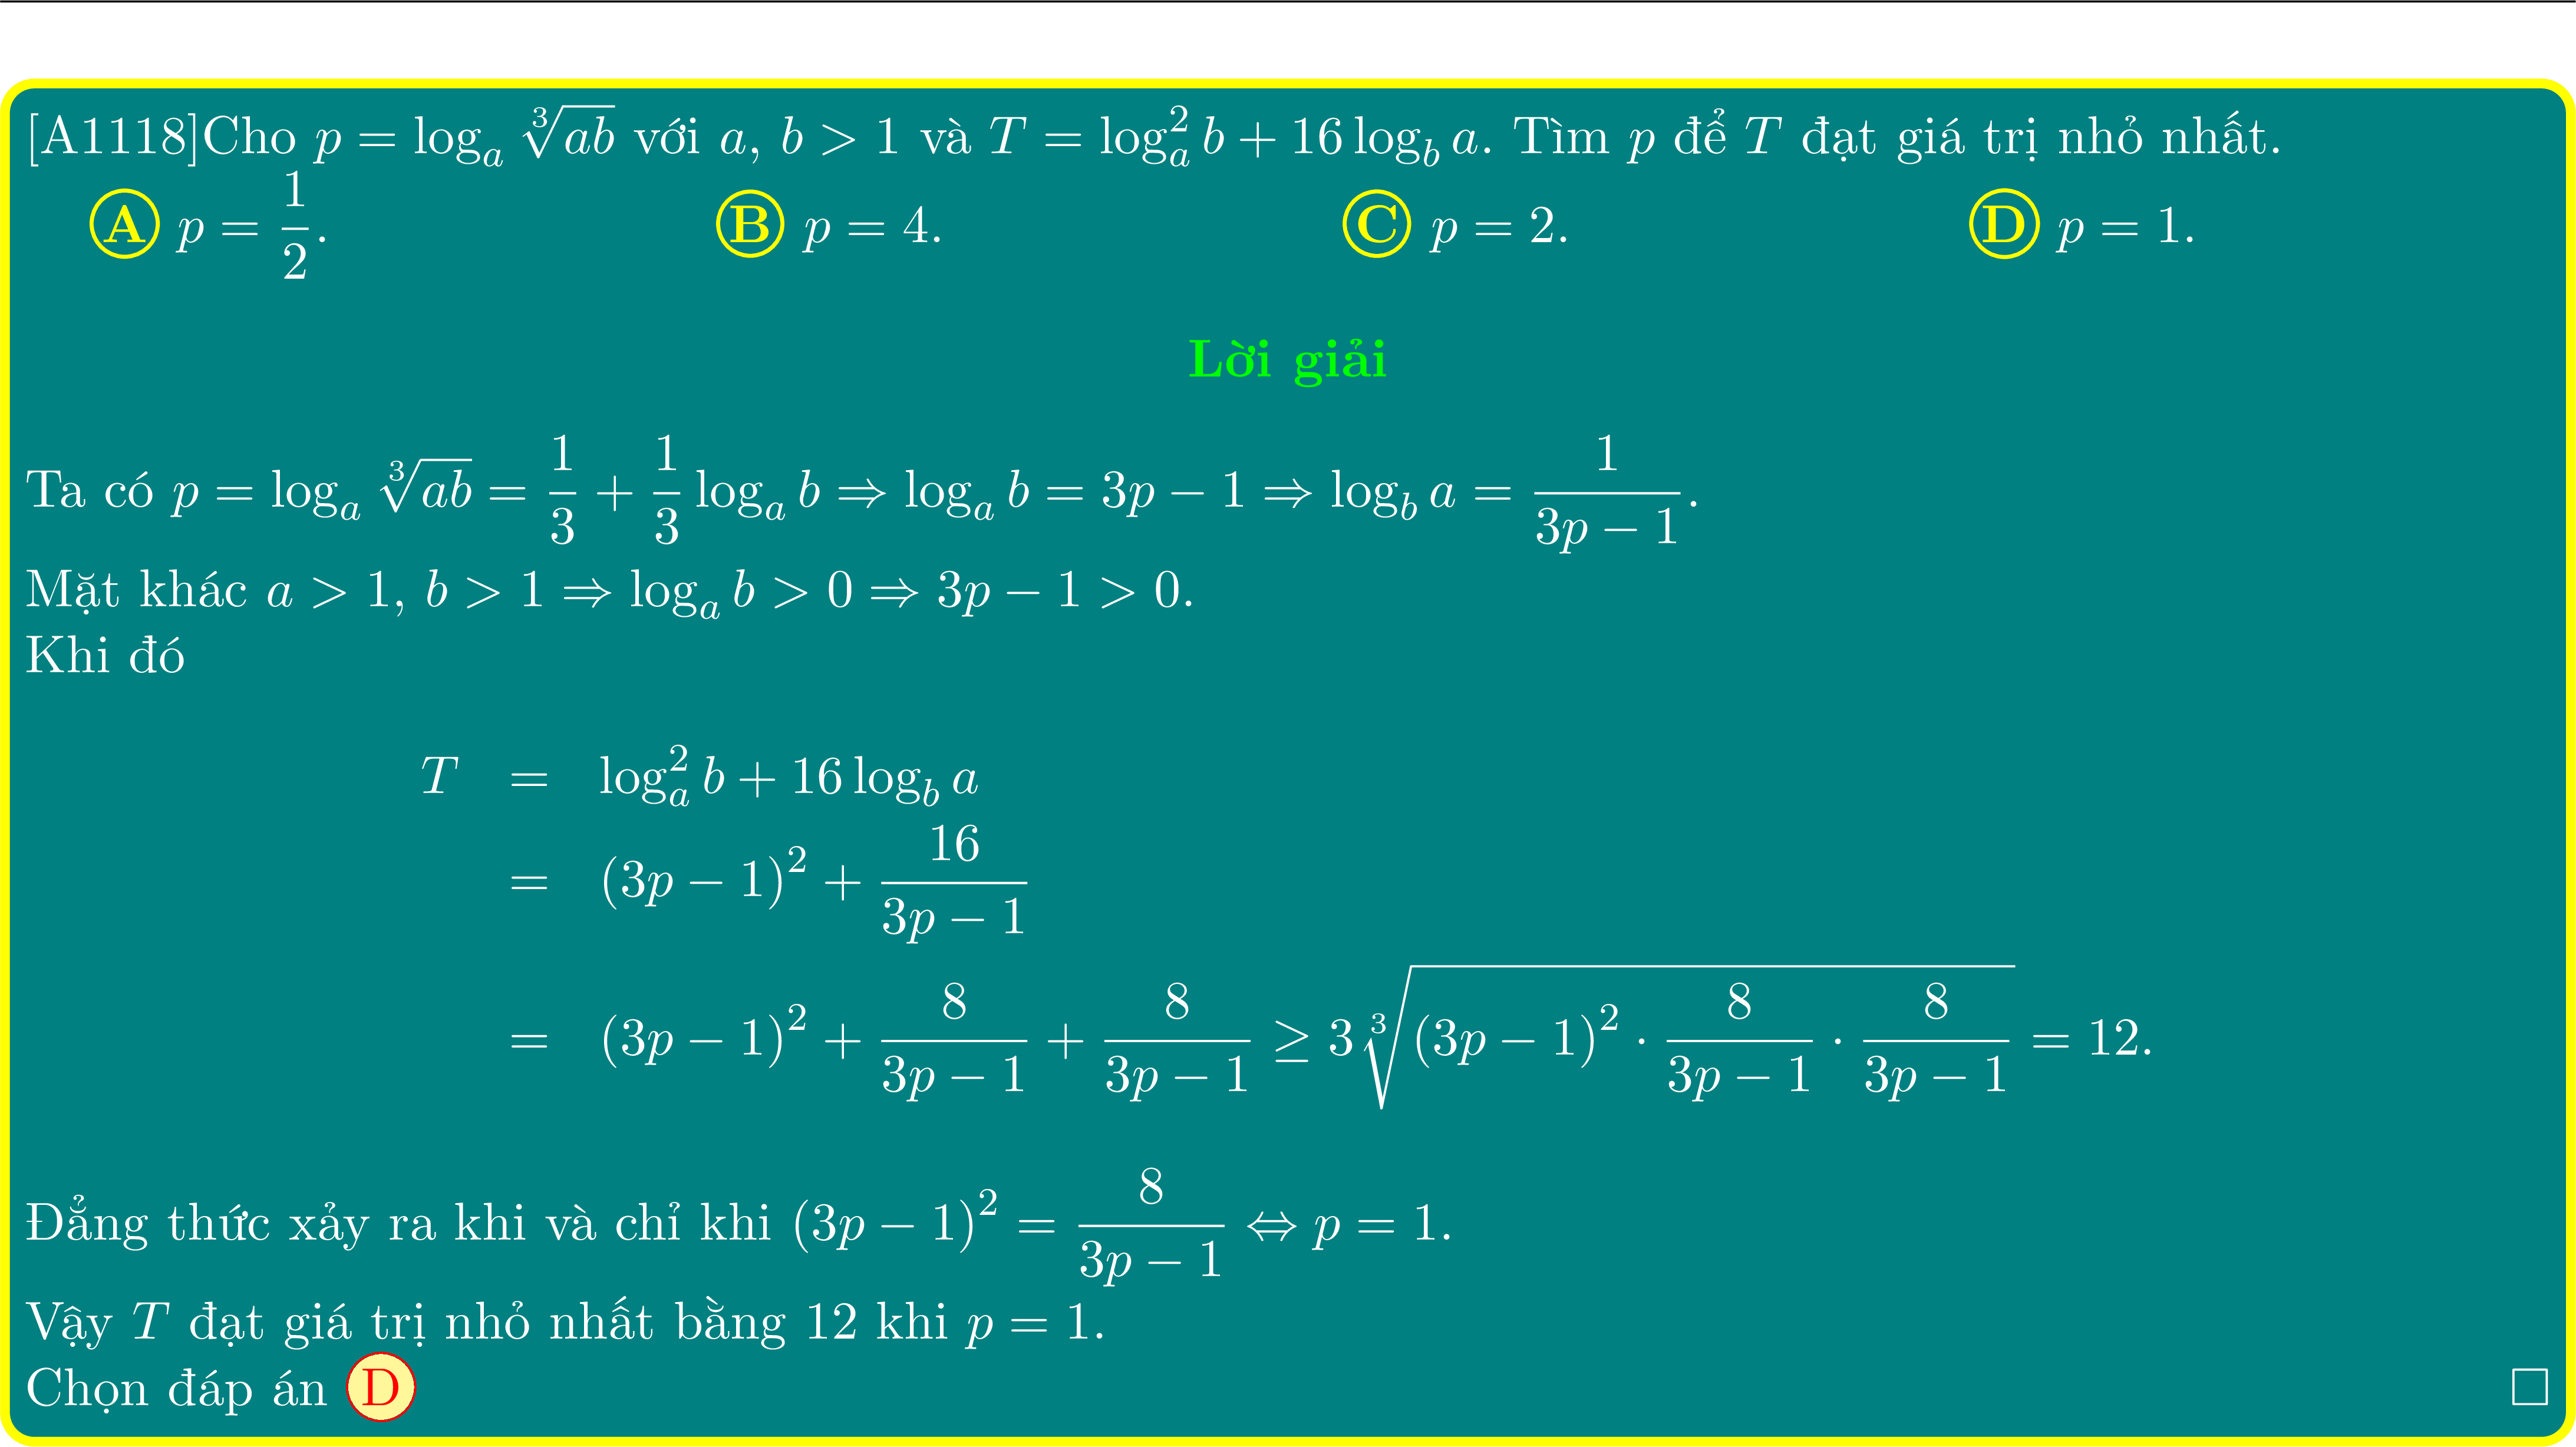 [A1118]Cho $p = \log_a \sqrt[3]{ab}$ với $a, b > 1$ và $T = \log_a^2 b + 16 \log_b a$. Tìm $p$ để $T$ đạt giá trị nhỏ nhất.
A $p = \frac{1}{2}$. B $p = 4$. C $p = 2$. D $p = 1$.
Lời giải
Ta có $p = \log_a \sqrt[3]{ab} = \frac{1}{3} + \frac{1}{3} \log_a b \Rightarrow \log_a b = 3p - 1 \Rightarrow \log_b a = \frac{1}{3p - 1}$.
Mặt khác $a > 1, b > 1 \Rightarrow \log_a b > 0 \Rightarrow 3p - 1 > 0$.
Khi đó
$T = \log_a^2 b + 16 \log_b a$
$= (3p - 1)^2 + \frac{16}{3p - 1}$
$= (3p - 1)^2 + \frac{8}{3p - 1} + \frac{8}{3p - 1} \geq 3 \sqrt[3]{(3p - 1)^2 \cdot \frac{8}{3p - 1} \cdot \frac{8}{3p - 1}} = 12$.
Đẳng thức xảy ra khi và chỉ khi $(3p - 1)^2 = \frac{8}{3p - 1} \Leftrightarrow p = 1$.
Vậy $T$ đạt giá trị nhỏ nhất bằng 12 khi $p = 1$.
Chọn đáp án D □